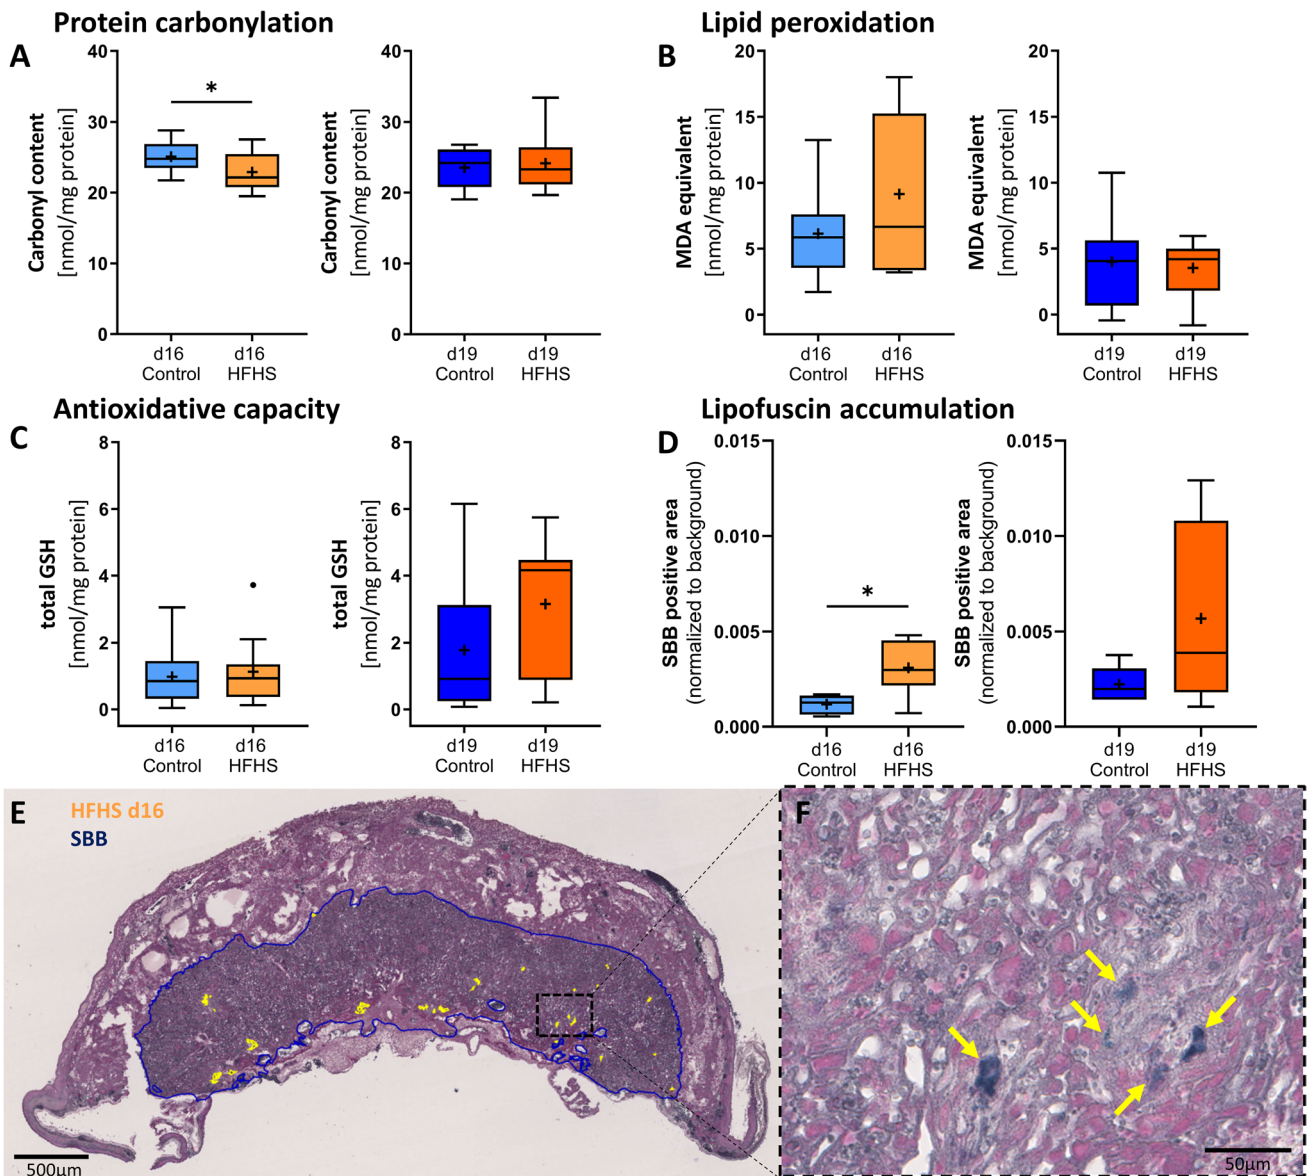 Protein carbonylation
Lipid peroxidation
A
Carbonyl content
[nmol/mg protein]
40
30
20
10
0
*
d16
Control
d16
HFHS
Carbonyl content
[nmol/mg protein]
40
30
20
10
0
d19
Control
d19
HFHS
B
MDA equivalent
[nmol/mg protein]
20
15
10
5
0
d16
Control
d16
HFHS
MDA equivalent
[nmol/mg protein]
20
15
10
5
0
d19
Control
d19
HFHS
Antioxidative capacity
Lipofuscin accumulation
C
total GSH
[nmol/mg protein]
8
6
4
2
0
d16
Control
d16
HFHS
total GSH
[nmol/mg protein]
8
6
4
2
0
d19
Control
d19
HFHS
D
SBB positive area
(normalized to background)
0.015
0.010
0.005
0.000
*
d16
Control
d16
HFHS
SBB positive area
(normalized to background)
0.015
0.010
0.005
0.000
d19
Control
d19
HFHS
E
HFHS d16
SBB
500µm
F
50µm